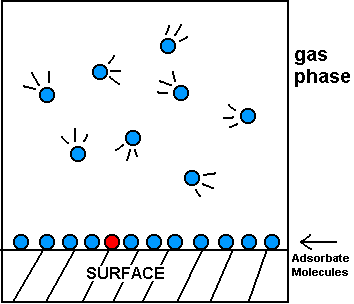 gas
phase
Adsorbate
Molecules
SURFACE